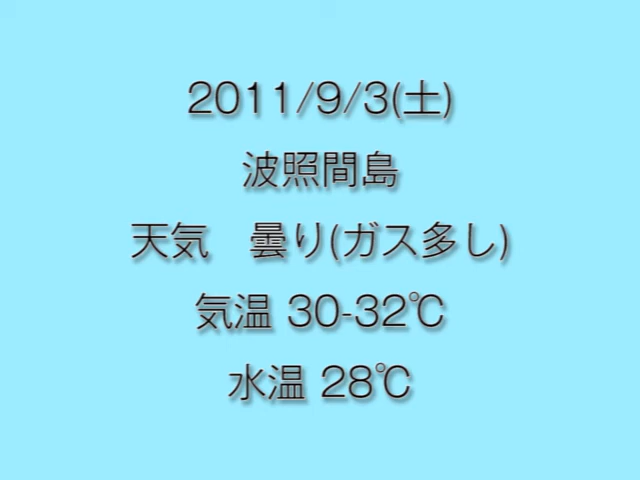 2011/9/3(土)
波照間島
天気　曇り(ガス多し)
気温 30-32℃
水温 28℃